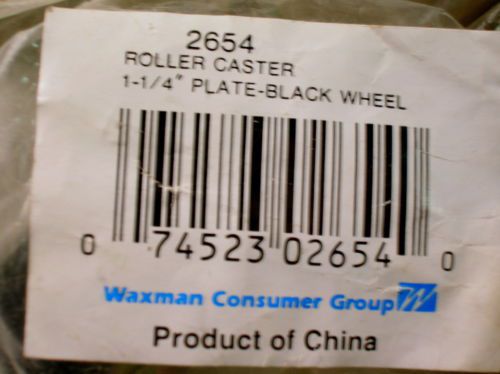 2654
ROLLER CASTER
1-1/4" PLATE-BLACK WHEEL
0 74523 02654 0
Waxman Consumer Group W
Product of China